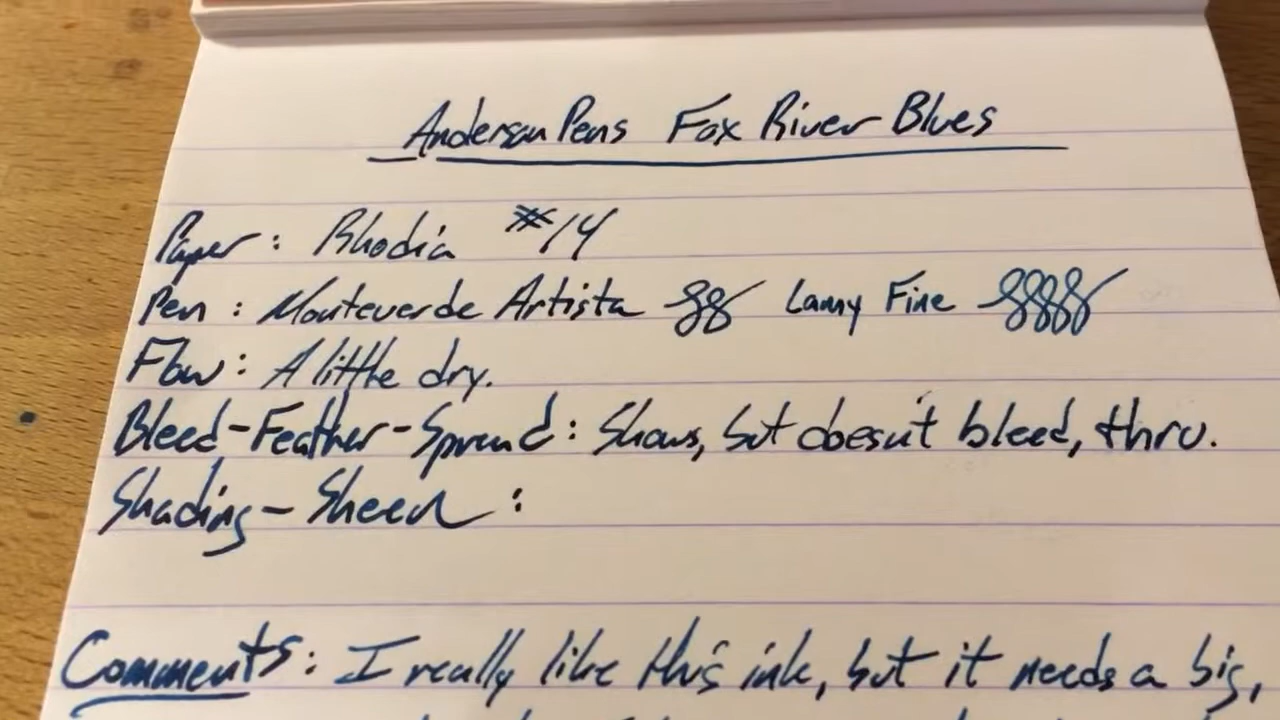 Anderson Pens Fox River Blues
Paper: Rhodia #14
Pen: Monteverde Artista Lamy Fine
Flow: A little dry.
Bleed-Feather-Spread: Shows, but doesn't bleed, thru.
Shading-Sheen:
Comments: I really like this ink, but it needs a big,